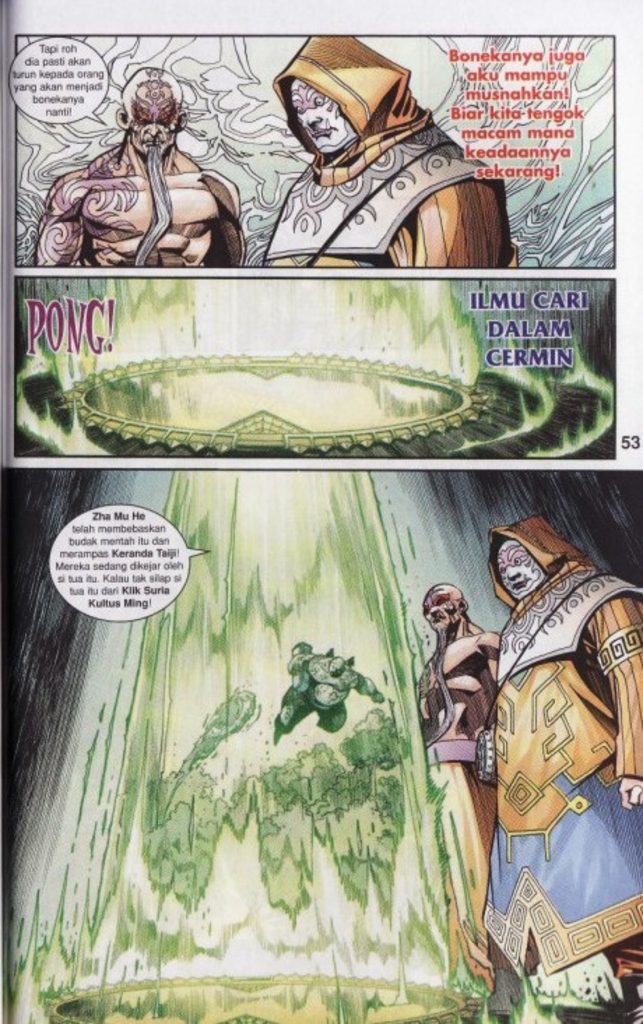 Tapi roh
dia pasti akan
turun kepada orang
yang akan menjadi
bonekanya
nanti!
Bonekanya juga
aku mampu
musnahkan!
Biar kita tengok
macam mana
keadaannya
sekarang!
PONG!
ILMU CARI
DALAM
CERMIN
53
Zha Mu He
telah membebaskan
budak mentah itu dan
merampas Keranda Taiji!
Mereka sedang dikejar oleh
si tua itu. Kalau tak silap si
tua itu dari Klik Suria
Kultus Ming!